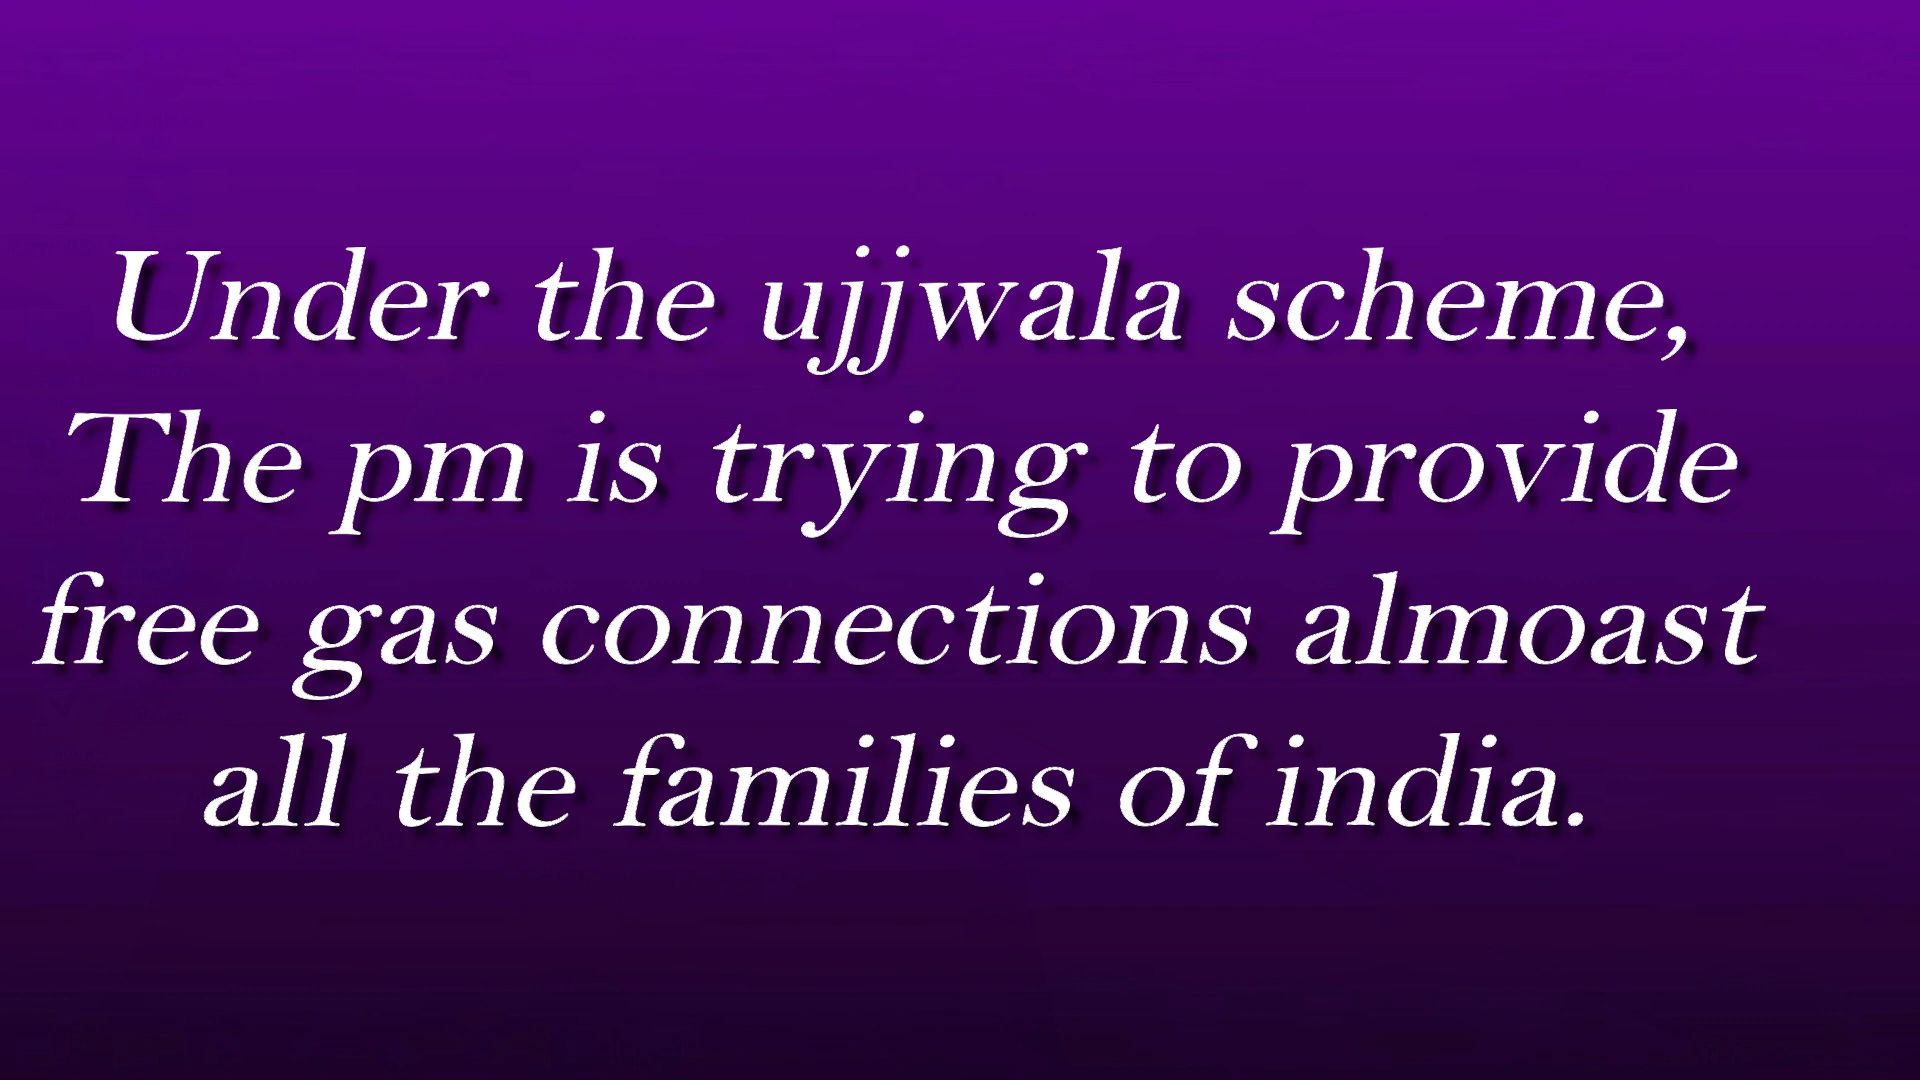 Under the ujjwala scheme,
The pm is trying to provide
free gas connections almoast
all the families of india.